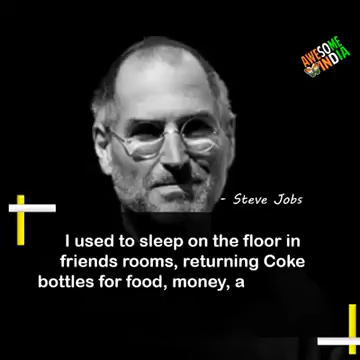 AWESOME
INDIA
- Steve Jobs
I used to sleep on the floor in
friends rooms, returning Coke
bottles for food, money, a